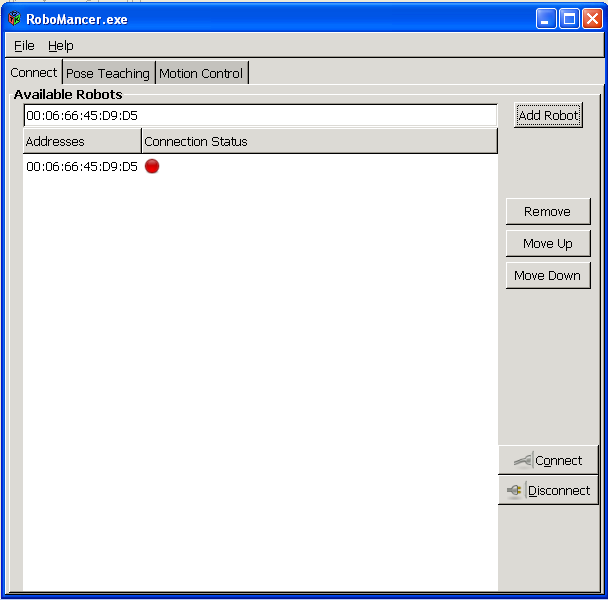 RoboMancer.exe
File Help
Connect Pose Teaching Motion Control
Available Robots
00:06:66:45:D9:D5 Add Robot
Addresses Connection Status
00:06:66:45:D9:D5
Remove
Move Up
Move Down
Connect
Disconnect